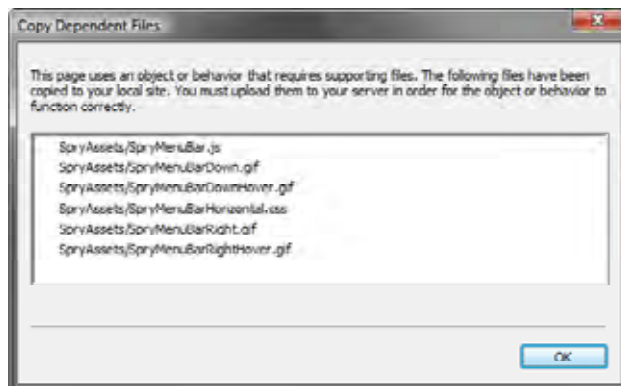 Copy Dependent Files
This page uses an object or behavior that requires supporting files. The following files have been
copied to your local site. You must upload them to your server in order for the object or behavior to
function correctly.
SpryAssets/SpryMenuBar.js
SpryAssets/SpryMenuBarDown.gif
SpryAssets/SpryMenuBarDownHover.gif
SpryAssets/SpryMenuBarHorizontal.css
SpryAssets/SpryMenuBarRight.gif
SpryAssets/SpryMenuBarRightHover.gif
OK